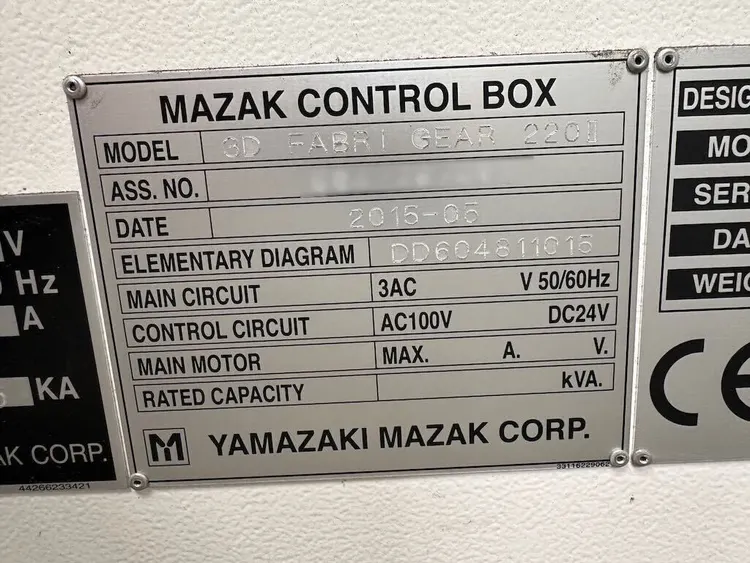 MAZAK CONTROL BOX
MODEL 3D FABRI GEAR 220II
ASS. NO.
DATE 2015-05
ELEMENTARY DIAGRAM DD604811015
MAIN CIRCUIT 3AC V 50/60Hz
CONTROL CIRCUIT AC100V DC24V
MAIN MOTOR MAX. A. V.
RATED CAPACITY kVA.
YAMAZAKI MAZAK CORP.
33116229062
V
Hz
A
KA
AK CORP.
44266233421
DESIG
MO
SER
DA
WEIG
CE